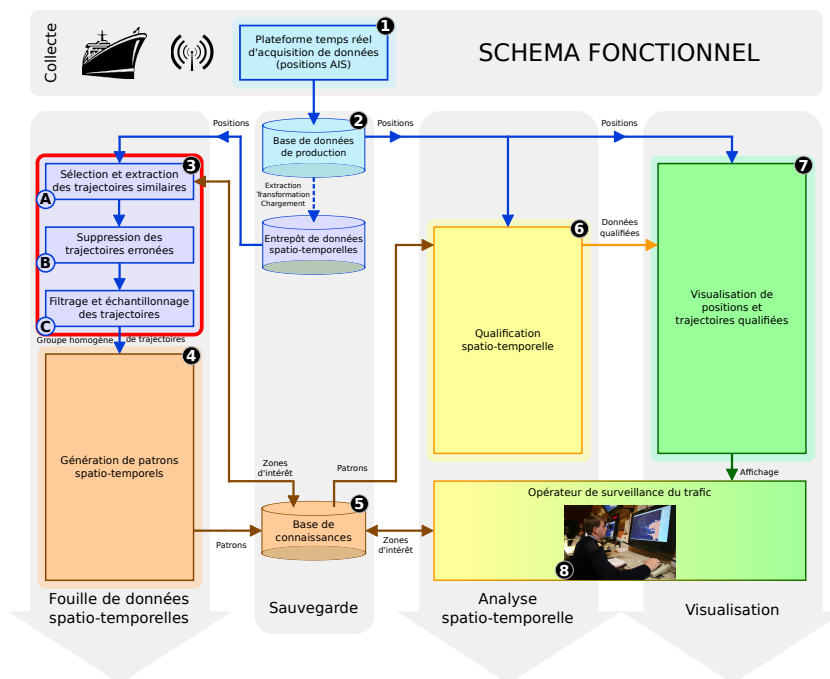 Collecte
1
Plateforme temps réel
d'acquisition de données
(positions AIS)
SCHEMA FONCTIONNEL
Positions
2
Base de données
de production
Positions
Positions
3
Sélection et extraction
des trajectoires similaires
A
Extraction
Transformation
Chargement
7
Suppression des
trajectoires erronées
B
Entrepôt de données
spatio-temporelles
6
Données
qualifiées
Filtrage et échantillonnage
des trajectoires
C
Visualisation de
positions et
trajectoires qualifiées
Groupe homogène de trajectoires
Qualification
spatio-temporelle
4
Génération de patrons
spatio-temporels
Zones
d'intérêt
Patrons
Affichage
5
Base de
connaissances
Patrons
Zones
d'intérêt
Opérateur de surveillance du trafic
8
Fouille de données
spatio-temporelles
Sauvegarde
Analyse
spatio-temporelle
Visualisation